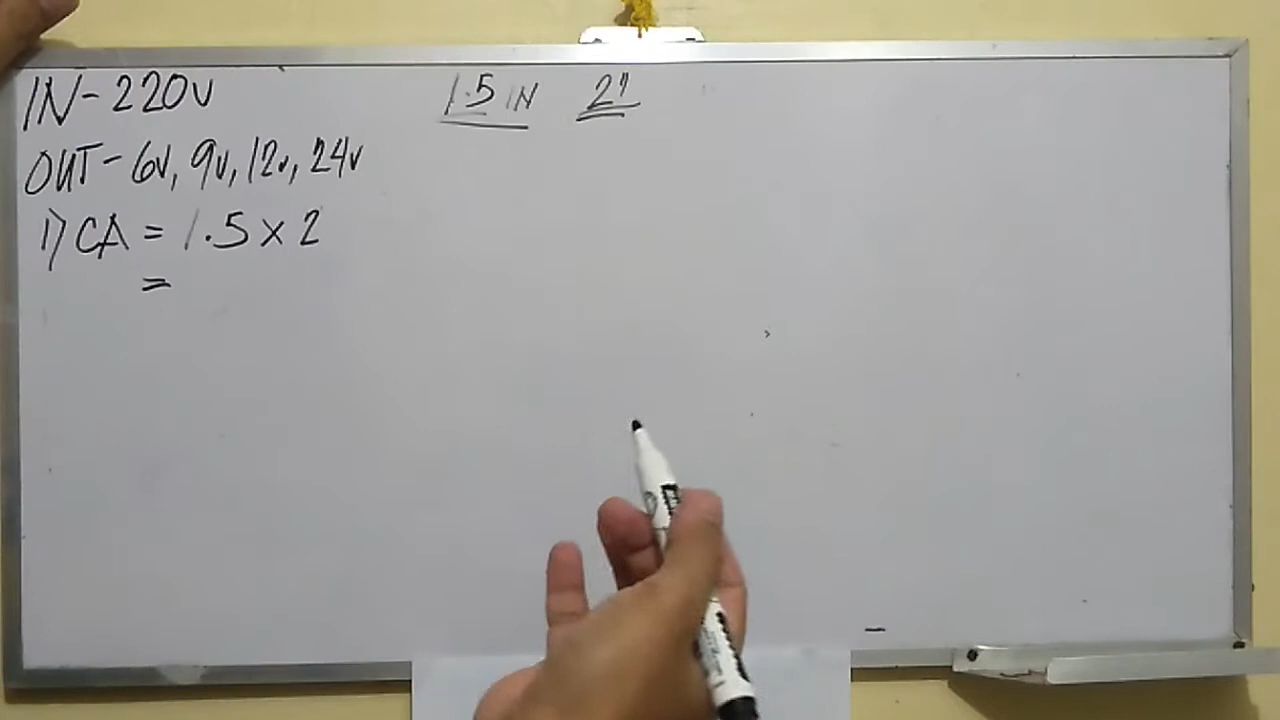 IN-220V
1.5 IN 2"
OUT-6V, 9V, 12V, 24V
1) CA = 1.5 x 2
=